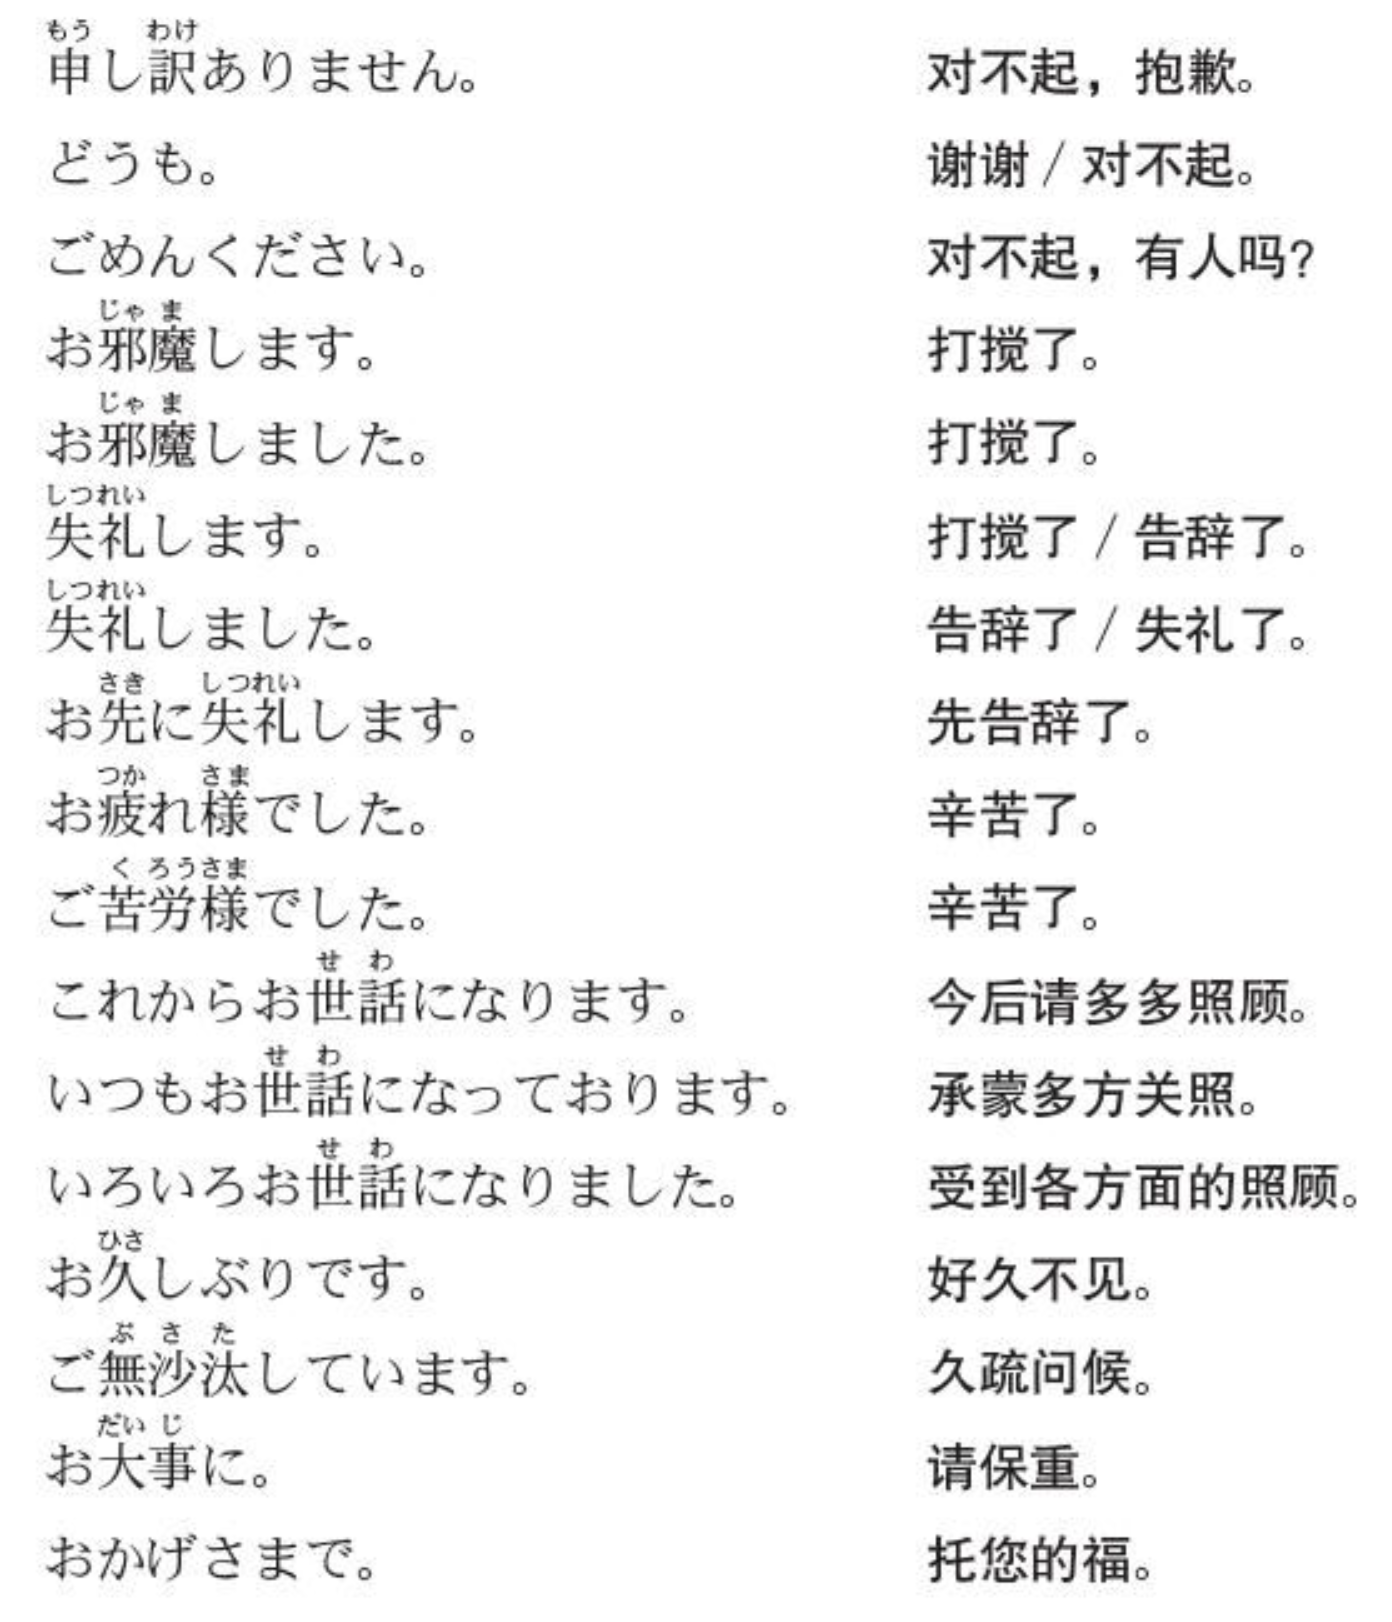 もう わけ
申し訳ありません。 对不起，抱歉。
どうも。 谢谢 / 对不起。
ごめんください。 对不起，有人吗？
じゃ ま
お邪魔します。 打搅了。
じゃ ま
お邪魔しました。 打搅了。
しつれい
失礼します。 打搅了 / 告辞了。
しつれい
失礼しました。 告辞了 / 失礼了。
さき しつれい
お先に失礼します。 先告辞了。
つか さま
お疲れ様でした。 辛苦了。
く ろうさま
ご苦労様でした。 辛苦了。
せ わ
これからお世話になります。 今后请多多照顾。
せ わ
いつもお世話になっております。 承蒙多方关照。
せ わ
いろいろお世話になりました。 受到各方面的照顾。
ひさ
お久しぶりです。 好久不见。
ぶ さ た
ご無沙汰しています。 久疏问候。
だい じ
お大事に。 请保重。
おかげさまで。 托您的福。